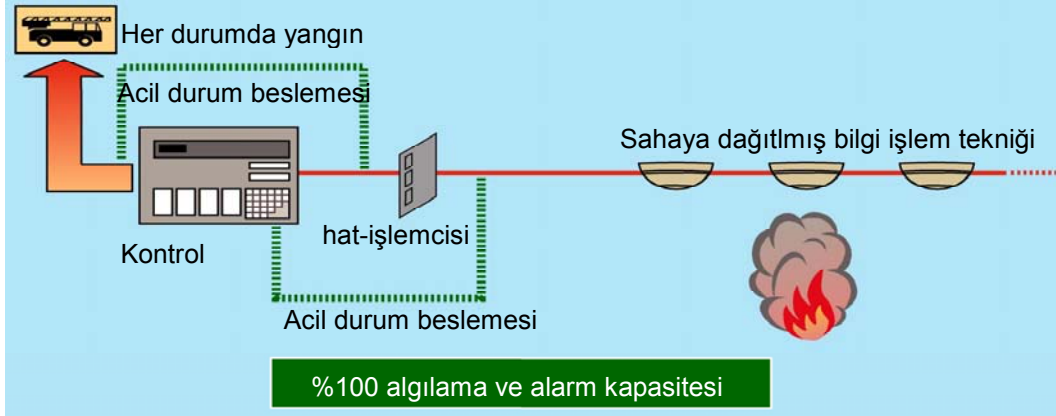 Her durumda yangın
Acil durum beslemesi
Sahaya dağıtlmış bilgi işlem tekniği
hat-işlemcisi
Kontrol
Acil durum beslemesi
%100 algılama ve alarm kapasitesi